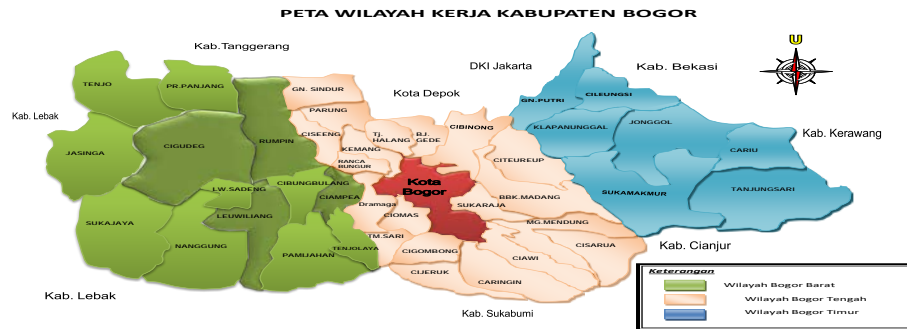 PETA WILAYAH KERJA KABUPATEN BOGOR
U
Kab.Tanggerang
DKI Jakarta
Kab. Bekasi
Kota Depok
Kab. Lebak
Kab. Kerawang
TENJO
PR.PANJANG
GN. SINDUR
GN.PUTRI
CILEUNGSI
PARUNG
CISEENG
Tj.
HALANG
BJ.
GEDE
CIBINONG
KLAPANUNGGAL
JONGGOL
JASINGA
CIGUDEG
RUMPIN
KEMANG
RANCA
BUNGUR
CITEUREUP
CARIU
LW.SADENG
CIBUNGBULANG
CIAMPEA
Kota
Bogor
SUKAMAKMUR
TANJUNGSARI
Dramaga
SUKARAJA
BBK.MADANG
SUKAJAYA
LEUWILIANG
CIOMAS
MG.MENDUNG
NANGGUNG
PAMIJAHAN
TENJOLAYA
TM.SARI
CIGOMBONG
CIAWI
CISARUA
Kab. Cianjur
CIJERUK
CARINGIN
Kab. Lebak
Kab. Sukabumi
Keterangan
Wilayah Bogor Barat
Wilayah Bogor Tengah
Wilayah Bogor Timur